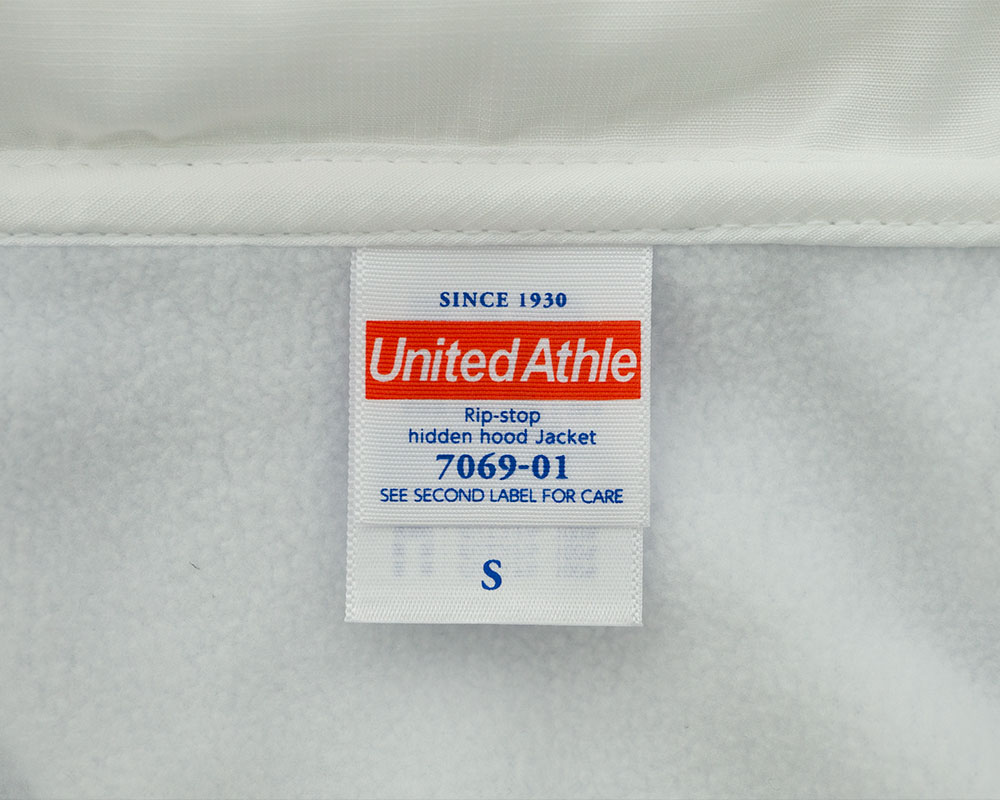 SINCE 1930
United Athle
Rip-stop
hidden hood Jacket
7069-01
SEE SECOND LABEL FOR CARE
S